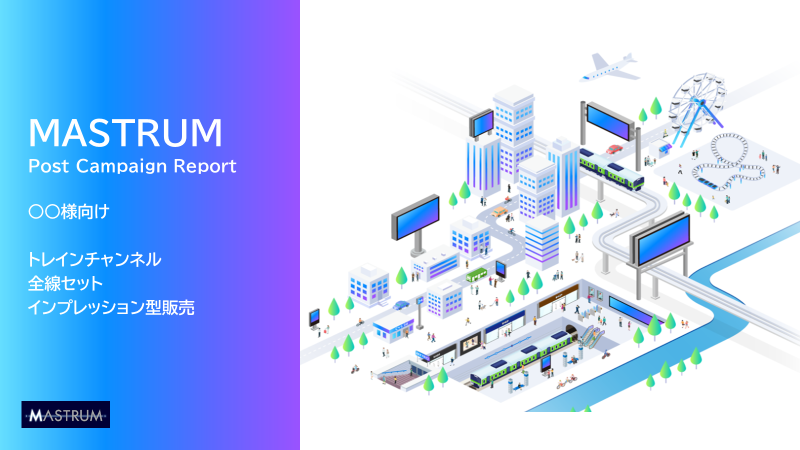 MASTRUM
Post Campaign Report
〇〇様向け
トレインチャンネル
全線セット
インプレッション型販売
MASTRUM